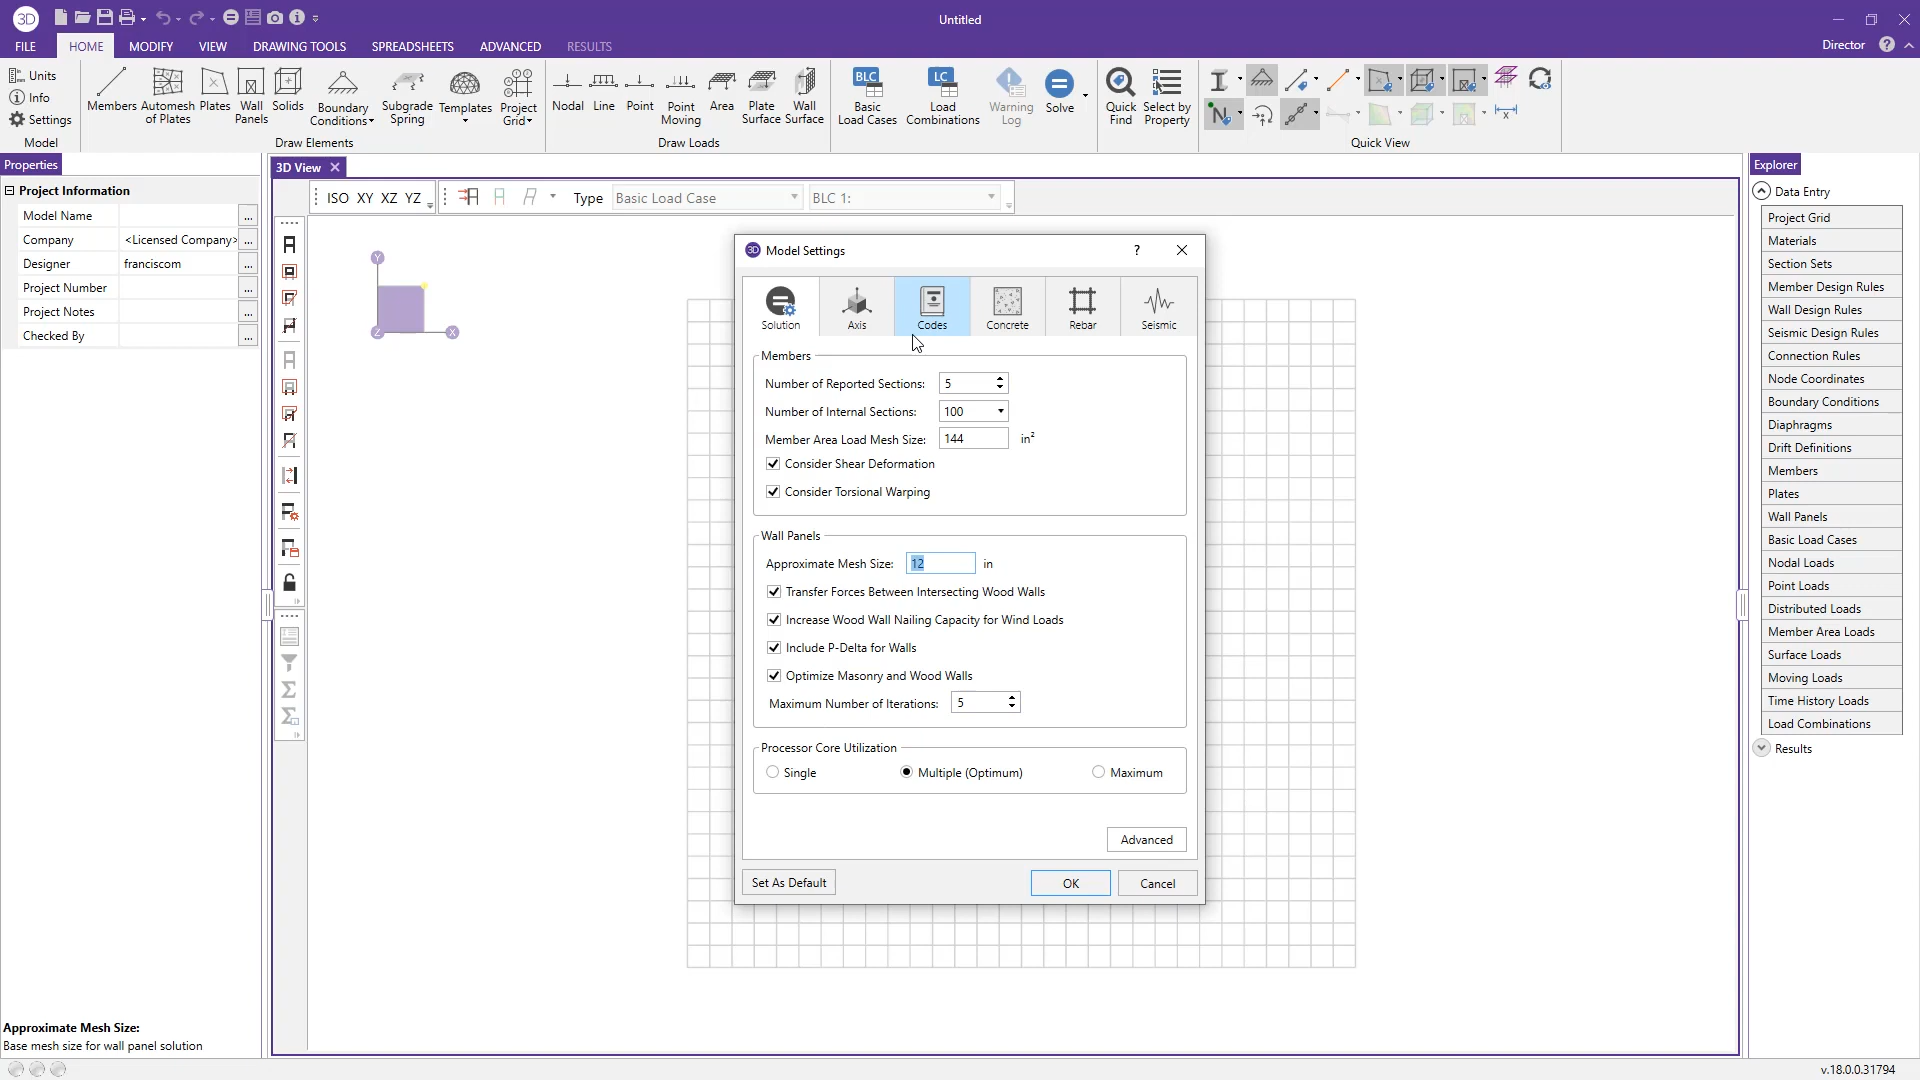 3D
Untitled
FILE HOME MODIFY VIEW DRAWING TOOLS SPREADSHEETS ADVANCED RESULTS
Director
Units
Info
Settings
Model
Members
Automesh of Plates
Plates
Wall Panels
Solids
Boundary Conditions
Subgrade Spring
Templates
Project Grid
Draw Elements
Nodal
Line
Point
Point Moving
Area
Plate Surface
Wall Surface
Draw Loads
BLC
Basic Load Cases
LC
Load Combinations
Warning Log
Solve
Quick Find
Select by Property
N
Quick View
Properties
Project Information
Model Name ...
Company <Licensed Company> ...
Designer franciscom ...
Project Number ...
Project Notes ...
Checked By ...
Approximate Mesh Size:
Base mesh size for wall panel solution
3D View
ISO XY XZ YZ
Type Basic Load Case BLC 1:
Y
Z
X
3D Model Settings ?
Solution Axis Codes Concrete Rebar Seismic
Members
Number of Reported Sections: 5
Number of Internal Sections: 100
Member Area Load Mesh Size: 144 in²
Consider Shear Deformation
Consider Torsional Warping
Wall Panels
Approximate Mesh Size: 12 in
Transfer Forces Between Intersecting Wood Walls
Increase Wood Wall Nailing Capacity for Wind Loads
Include P-Delta for Walls
Optimize Masonry and Wood Walls
Maximum Number of Iterations: 5
Processor Core Utilization
Single Multiple (Optimum) Maximum
Advanced
Set As Default OK Cancel
Explorer
Data Entry
Project Grid
Materials
Section Sets
Member Design Rules
Wall Design Rules
Seismic Design Rules
Connection Rules
Node Coordinates
Boundary Conditions
Diaphragms
Drift Definitions
Members
Plates
Wall Panels
Basic Load Cases
Nodal Loads
Point Loads
Distributed Loads
Member Area Loads
Surface Loads
Moving Loads
Time History Loads
Load Combinations
Results
v.18.0.0.31794